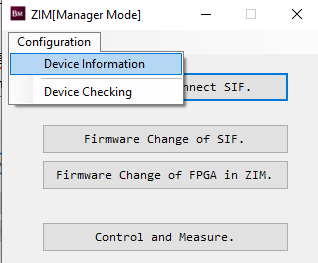 BM ZIM[Manager Mode]
Configuration
Device Information
Device Checking
nnect SIF.
Firmware Change of SIF.
Firmware Change of FPGA in ZIM.
Control and Measure.